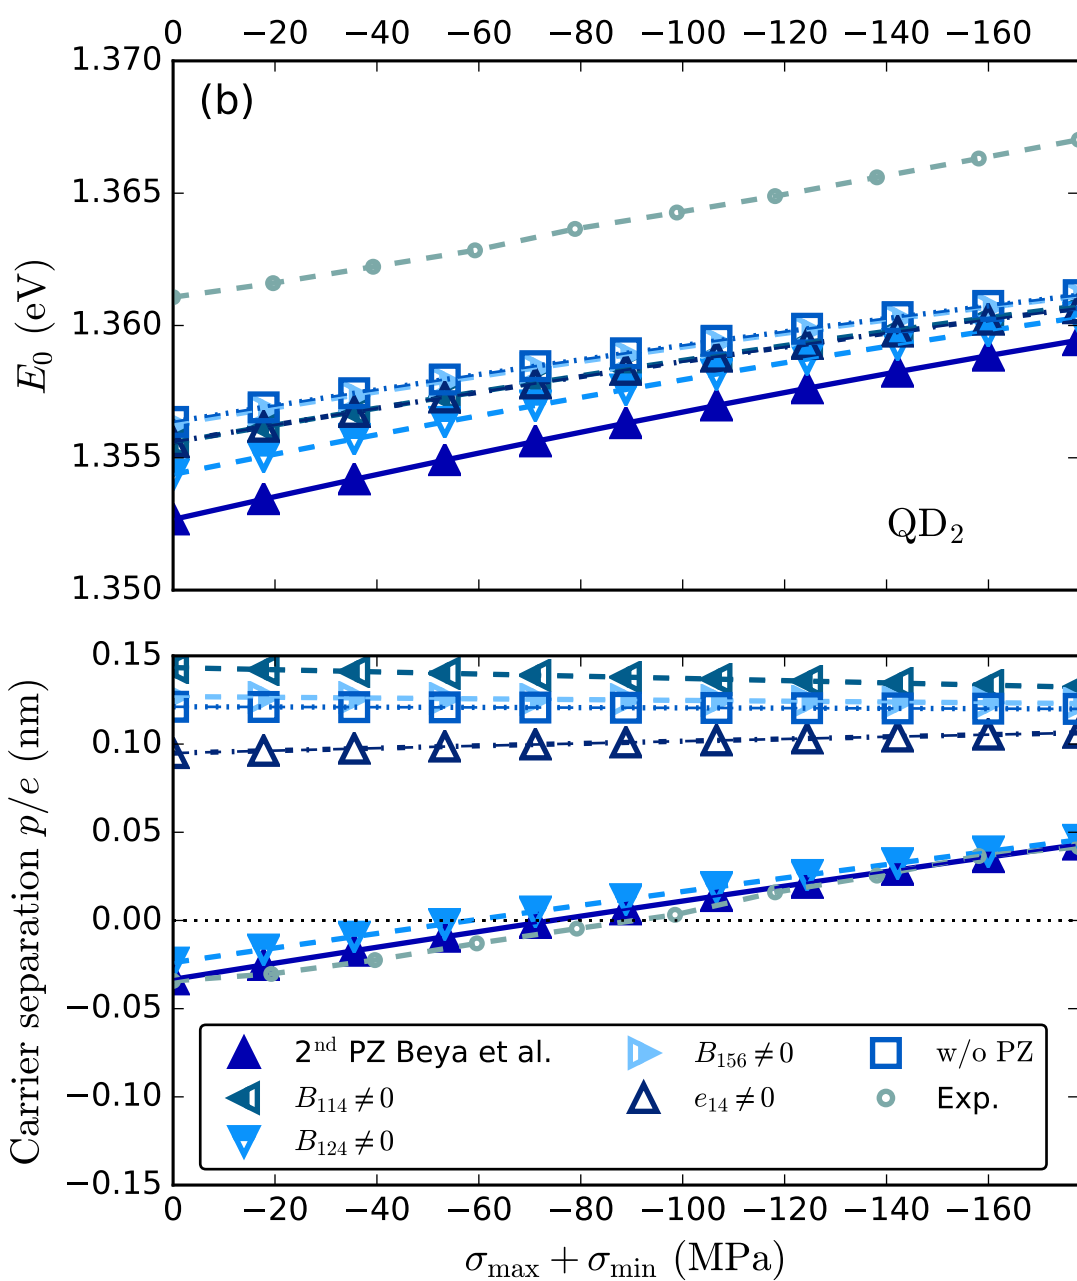 0 −20 −40 −60 −80 −100 −120 −140 −160
1.370
(b)
1.365
1.360
1.355
1.350
E₀ (eV)
QD₂
0.15
0.10
0.05
0.00
−0.05
−0.10
−0.15
Carrier separation p/e (nm)
2ⁿᵈ PZ Beya et al.
B₁₁₄ ≠ 0
B₁₂₄ ≠ 0
B₁₅₆ ≠ 0
e₁₄ ≠ 0
w/o PZ
Exp.
0 −20 −40 −60 −80 −100 −120 −140 −160
σmax + σmin (MPa)